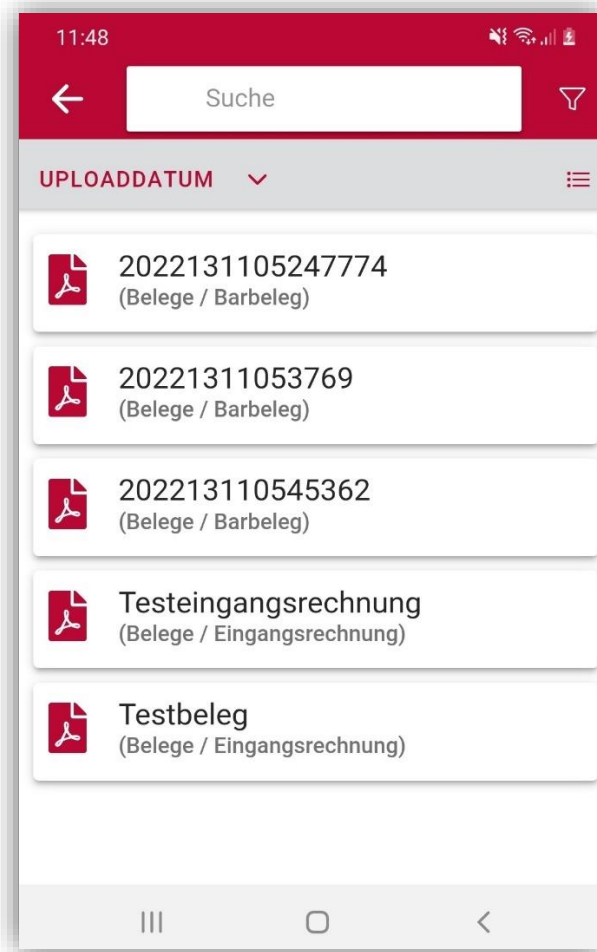 11:48
Suche
UPLOADDATUM
2022131105247774
(Belege / Barbeleg)
20221311053769
(Belege / Barbeleg)
202213110545362
(Belege / Barbeleg)
Testeingangsrechnung
(Belege / Eingangsrechnung)
Testbeleg
(Belege / Eingangsrechnung)